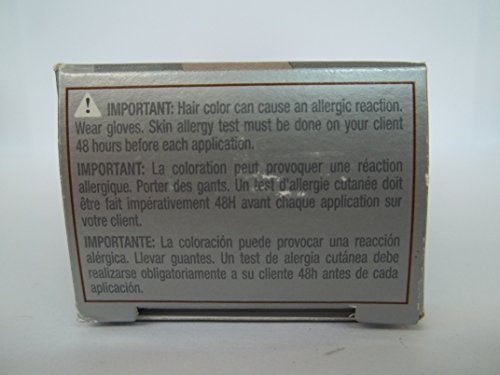 IMPORTANT: Hair color can cause an allergic reaction.
Wear gloves. Skin allergy test must be done on your client
48 hours before each application.
IMPORTANT: La coloration peut provoquer une réaction
allergique. Porter des gants. Un test d'allergie cutanée doit
être fait impérativement 48H avant chaque application sur
votre client.
IMPORTANTE: La coloración puede provocar una reacción
alérgica. Llevar guantes. Un test de alergia cutánea debe
realizarse obligatoriamente a su cliente 48h antes de cada
aplicación.